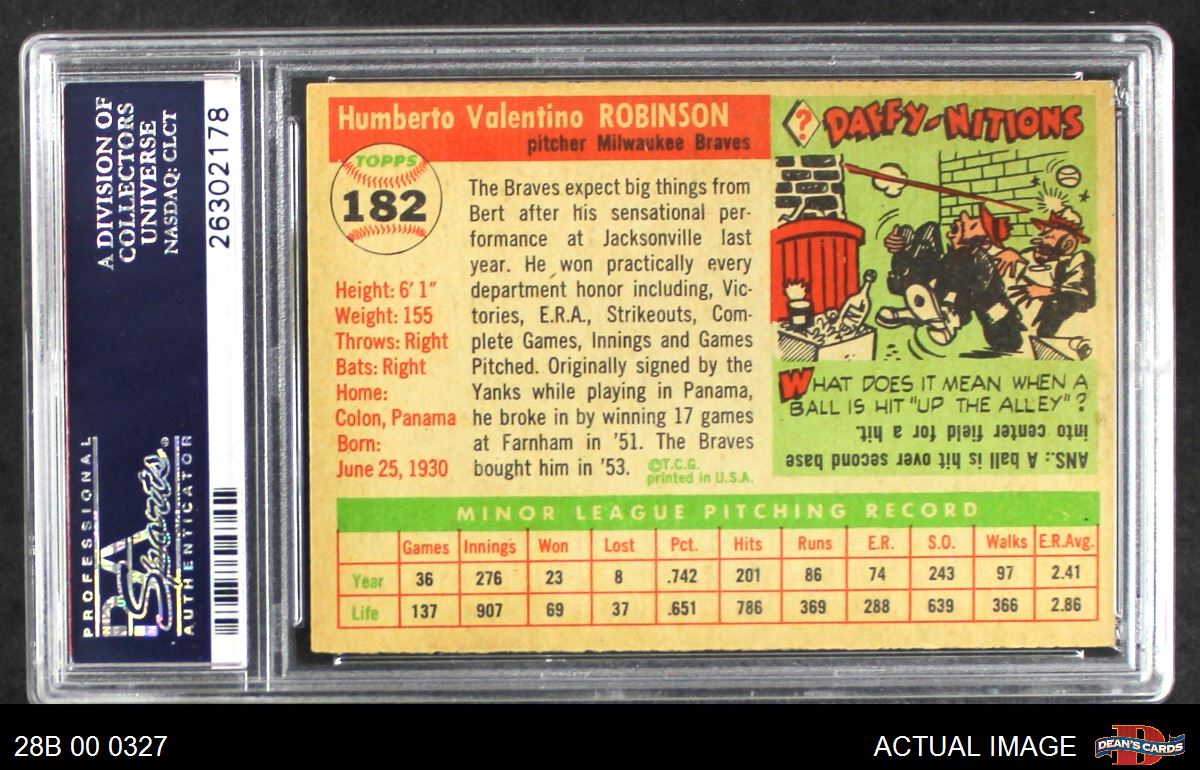 A DIVISION OF
COLLECTORS
UNIVERSE
NASDAQ: CLCT
26302178
PROFESSIONAL
PSA
Sports
AUTHENTICATOR
Humberto Valentino ROBINSON
pitcher Milwaukee Braves
TOPPS
182
Height: 6' 1"
Weight: 155
Throws: Right
Bats: Right
Home:
Colon, Panama
Born:
June 25, 1930
The Braves expect big things from
Bert after his sensational per-
formance at Jacksonville last
year. He won practically every
department honor including, Vic-
tories, E.R.A., Strikeouts, Com-
plete Games, Innings and Games
Pitched. Originally signed by the
Yanks while playing in Panama,
he broke in by winning 17 games
at Farnham in '51. The Braves
bought him in '53.
©T.C.G.
printed in U.S.A.
? DAFFY-NITIONS
WHAT DOES IT MEAN WHEN A
BALL IS HIT "UP THE ALLEY"?
ANS.: A ball is hit over second base
into center field for a hit.
MINOR LEAGUE PITCHING RECORD
Games Innings Won Lost Pct. Hits Runs E.R. S.O. Walks E.R.Avg.
Year 36 276 23 8 .742 201 86 74 243 97 2.41
Life 137 907 69 37 .651 786 369 288 639 366 2.86
28B 00 0327
ACTUAL IMAGE
DEAN'S CARDS